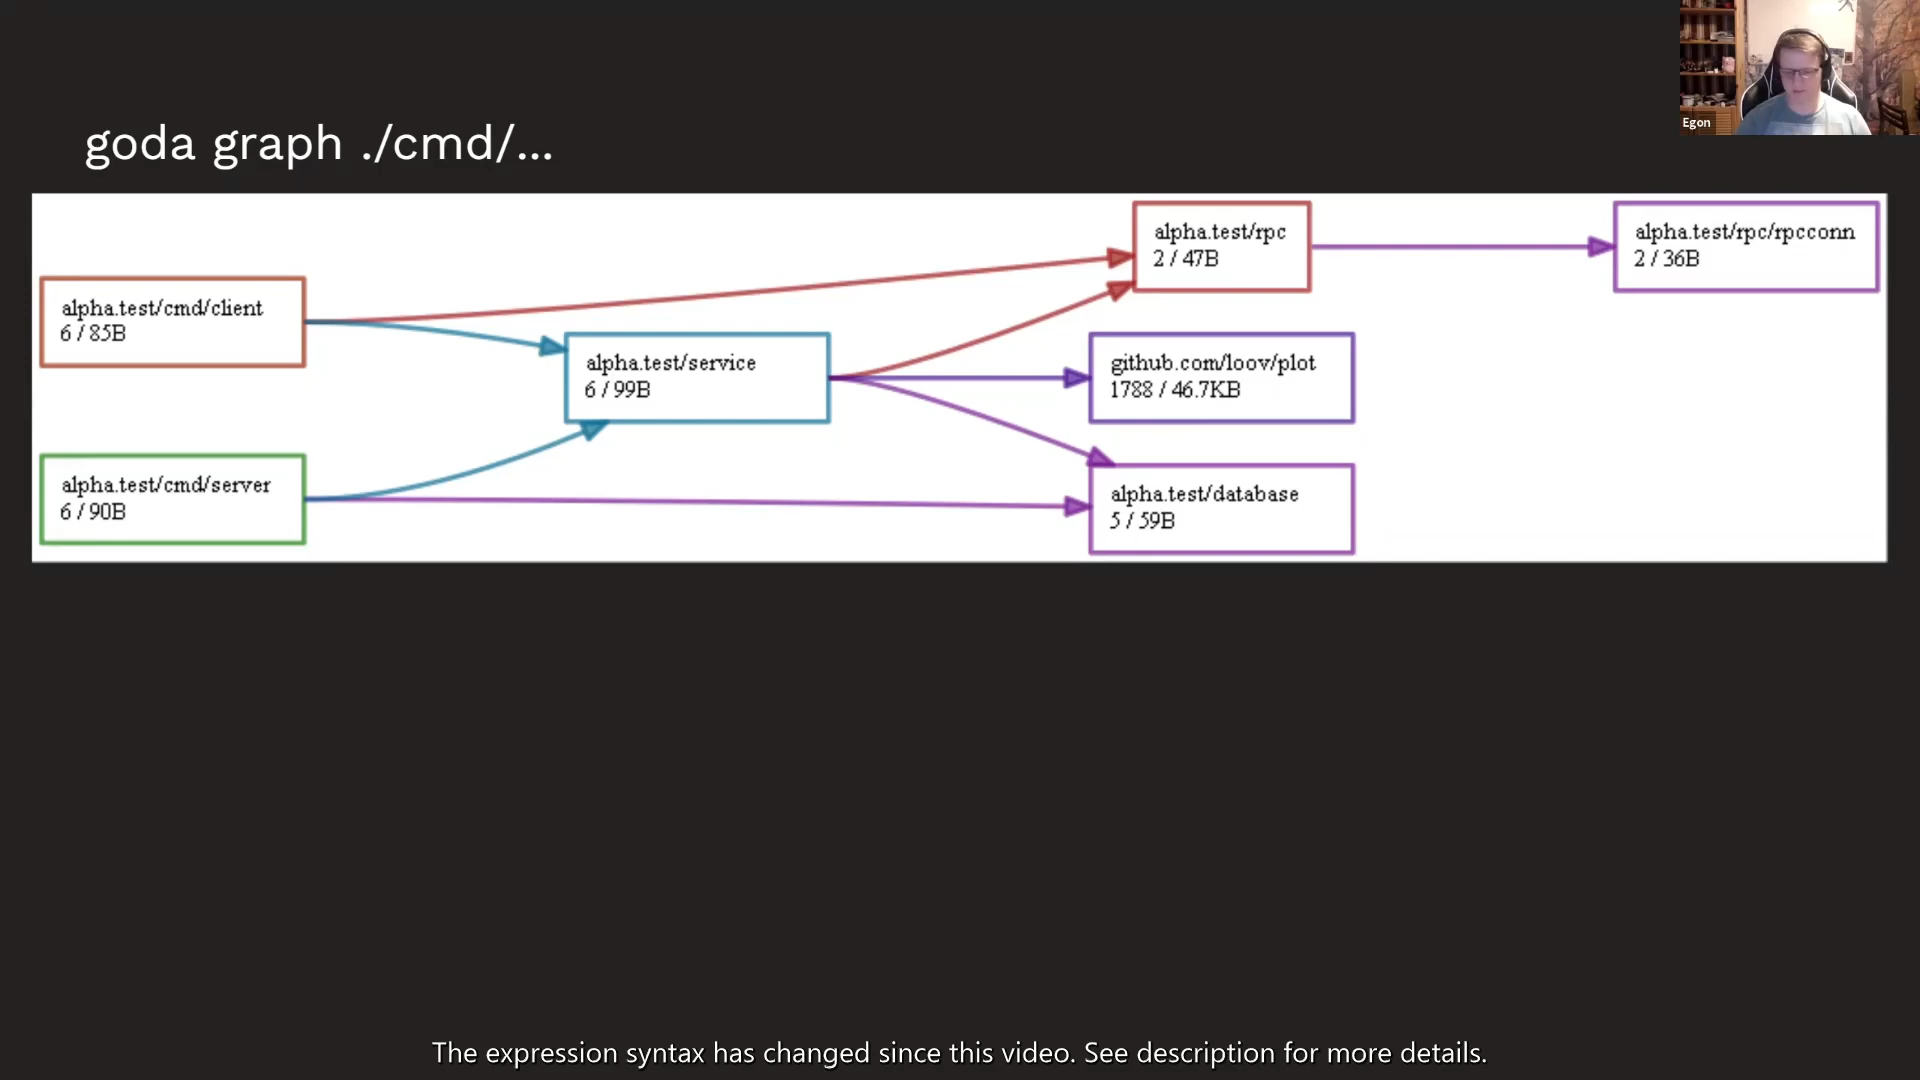 Egon
goda graph ./cmd/...
alpha.test/cmd/client
6 / 85B
alpha.test/cmd/server
6 / 90B
alpha.test/service
6 / 99B
alpha.test/rpc
2 / 47B
github.com/loov/plot
1788 / 46.7KB
alpha.test/database
5 / 59B
alpha.test/rpc/rpcconn
2 / 36B
The expression syntax has changed since this video. See description for more details.